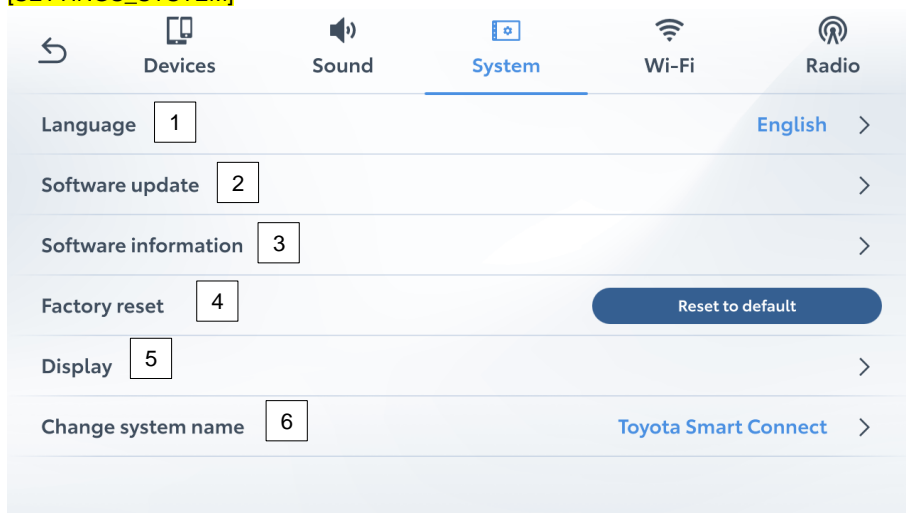 [SETTINGS_SYSTEM]
Devices Sound System Wi-Fi Radio
Language 1 English
Software update 2
Software information 3
Factory reset 4 Reset to default
Display 5
Change system name 6 Toyota Smart Connect